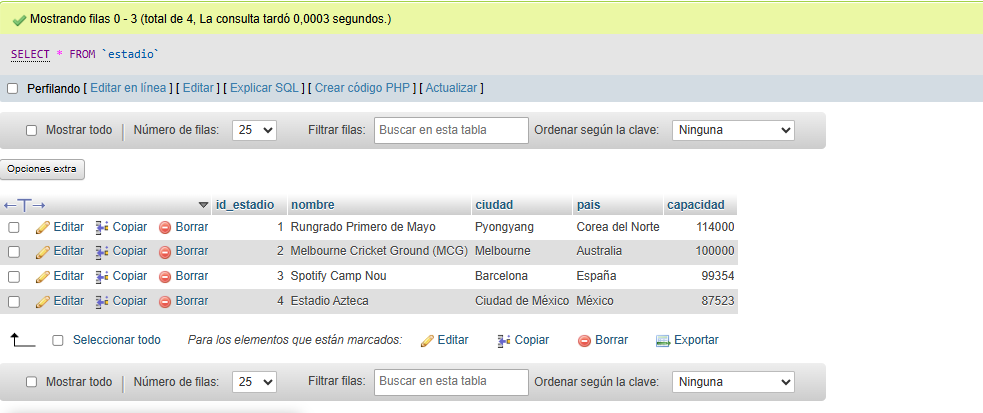 Mostrando filas 0 - 3 (total de 4, La consulta tardó 0,0003 segundos.)
SELECT * FROM `estadio`
Perfilando [ Editar en línea ] [ Editar ] [ Explicar SQL ] [ Crear código PHP ] [ Actualizar ]
Mostrar todo | Número de filas: 25 Filtrar filas: Buscar en esta tabla Ordenar según la clave: Ninguna
Opciones extra
←T→ id_estadio nombre ciudad pais capacidad
Editar Copiar Borrar 1 Rungrado Primero de Mayo Pyongyang Corea del Norte 114000
Editar Copiar Borrar 2 Melbourne Cricket Ground (MCG) Melbourne Australia 100000
Editar Copiar Borrar 3 Spotify Camp Nou Barcelona España 99354
Editar Copiar Borrar 4 Estadio Azteca Ciudad de México México 87523
Seleccionar todo Para los elementos que están marcados: Editar Copiar Borrar Exportar
Mostrar todo | Número de filas: 25 Filtrar filas: Buscar en esta tabla Ordenar según la clave: Ninguna